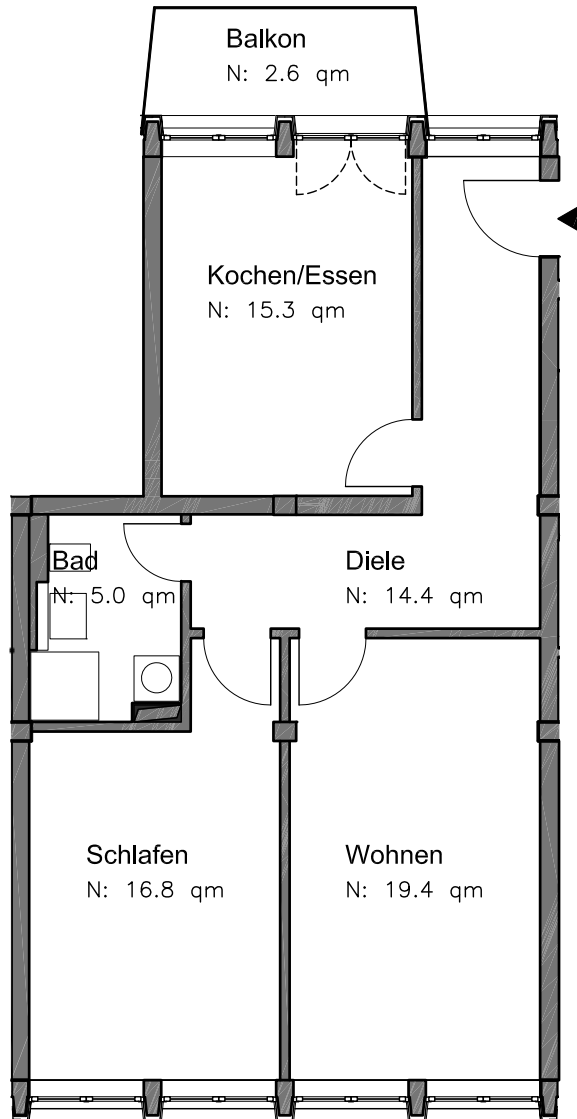 Balkon
N: 2.6 qm
Kochen/Essen
N: 15.3 qm
Bad
N: 5.0 qm
Diele
N: 14.4 qm
Schlafen
N: 16.8 qm
Wohnen
N: 19.4 qm